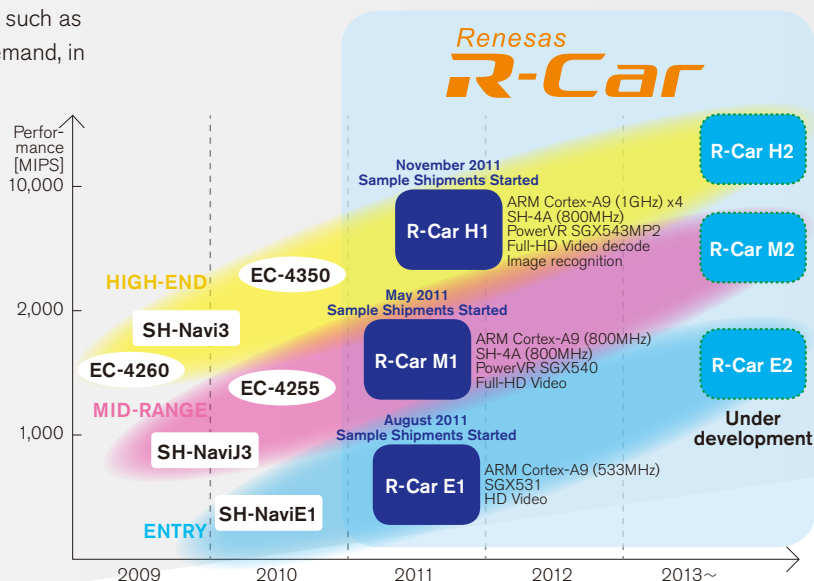 such as
emand, in
Renesas
R-Car
Perfor-
mance
[MIPS]
10,000
2,000
1,000
HIGH-END
MID-RANGE
ENTRY
EC-4350
SH-Navi3
EC-4260
EC-4255
SH-NaviJ3
SH-NaviE1
November 2011
Sample Shipments Started
R-Car H1
ARM Cortex-A9 (1GHz) x4
SH-4A (800MHz)
PowerVR SGX543MP2
Full-HD Video decode
Image recognition
May 2011
Sample Shipments Started
R-Car M1
ARM Cortex-A9 (800MHz)
SH-4A (800MHz)
PowerVR SGX540
Full-HD Video
August 2011
Sample Shipments Started
R-Car E1
ARM Cortex-A9 (533MHz)
SGX531
HD Video
R-Car H2
R-Car M2
R-Car E2
Under
development
2009
2010
2011
2012
2013~